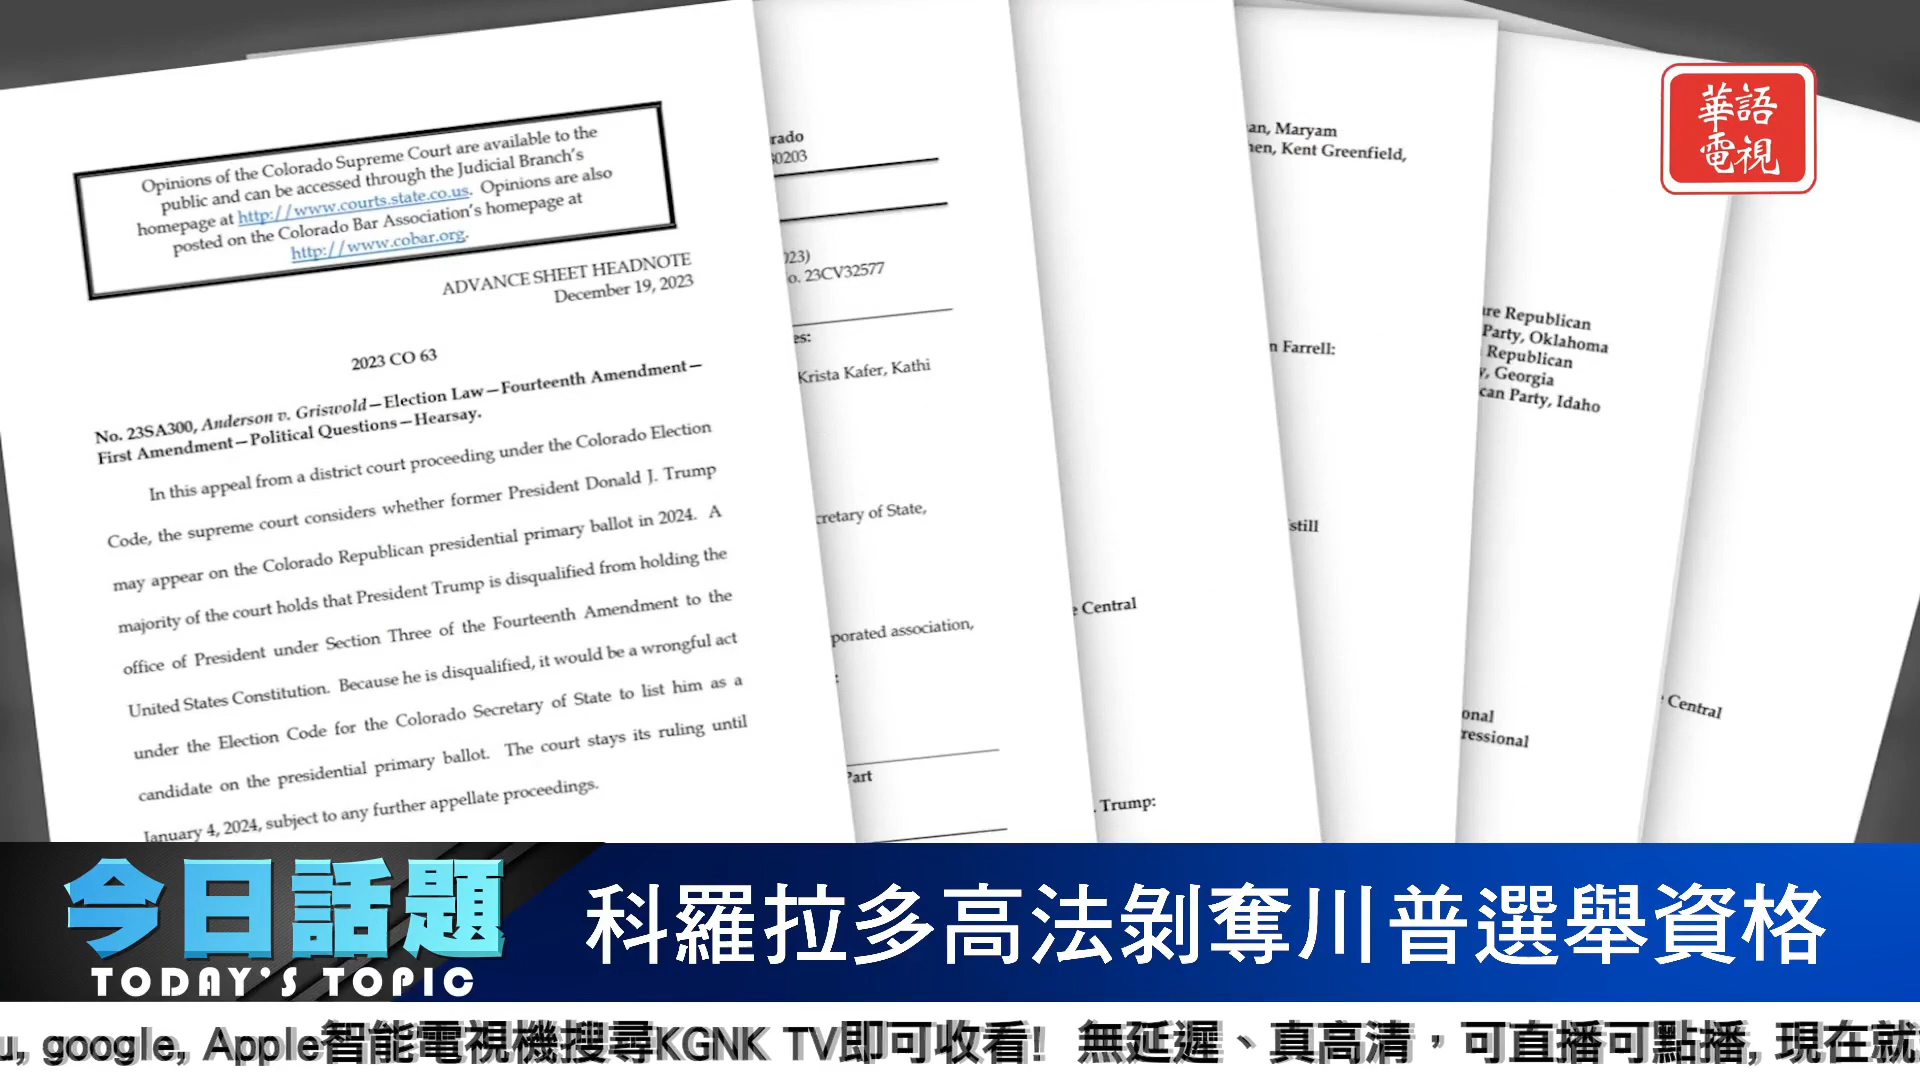 Opinions of the Colorado Supreme Court are available to the
public and can be accessed through the Judicial Branch's
homepage at http://www.courts.state.co.us. Opinions are also
posted on the Colorado Bar Association's homepage at
http://www.cobar.org.
ADVANCE SHEET HEADNOTE
December 19, 2023
2023 CO 63
No. 23SA300, Anderson v. Griswold—Election Law—Fourteenth Amendment—
First Amendment—Political Questions—Hearsay.
In this appeal from a district court proceeding under the Colorado Election
Code, the supreme court considers whether former President Donald J. Trump
may appear on the Colorado Republican presidential primary ballot in 2024. A
majority of the court holds that President Trump is disqualified from holding the
office of President under Section Three of the Fourteenth Amendment to the
United States Constitution. Because he is disqualified, it would be a wrongful act
under the Election Code for the Colorado Secretary of State to list him as a
candidate on the presidential primary ballot. The court stays its ruling until
January 4, 2024, subject to any further appellate proceedings.
rado
80203
023)
o. 23CV32577
es:
Krista Kafer, Kathi
cretary of State,
porated association,
:
Part
e Central
. Trump:
an, Maryam
hen, Kent Greenfield,
n Farrell:
istill
ire Republican
Party, Oklahoma
Republican
y, Georgia
can Party, Idaho
onal
ressional
e Central
華語
電視
今日話題
TODAY'S TOPIC
科羅拉多高法剝奪川普選舉資格
u, google, Apple智能電視機搜尋KGNK TV即可收看! 無延遲、真高清，可直播可點播, 現在就